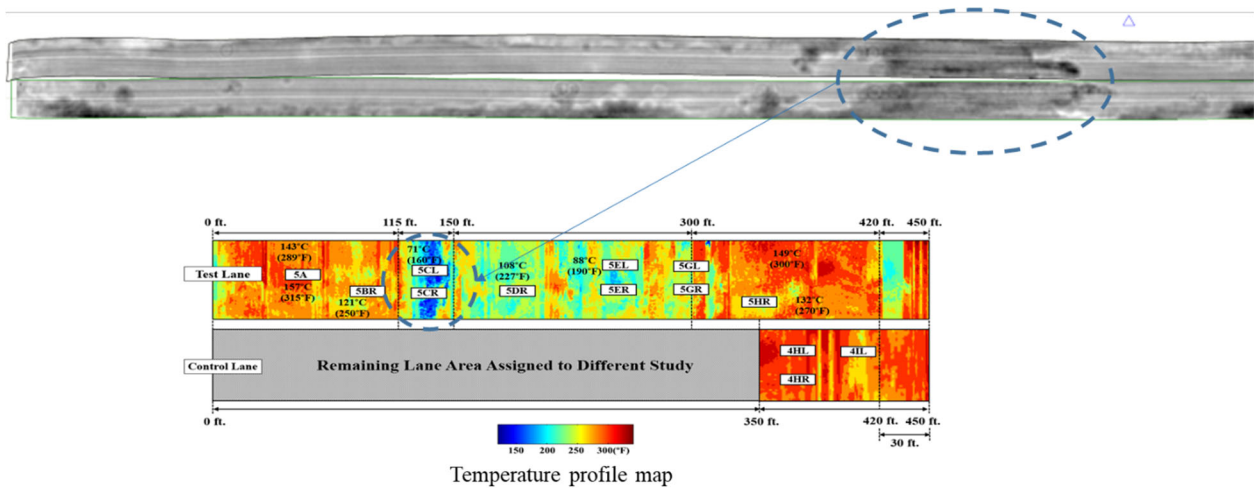 0 ft. 115 ft. 150 ft. 300 ft. 420 ft. 450 ft.
Test Lane
143°C
(289°F)
5A
157°C
(315°F)
5BR
121°C
(250°F)
71°C
(160°F)
5CL
5CR
108°C
(227°F)
5DR
88°C
(190°F)
5EL
5ER
5GL
5GR
149°C
(300°F)
5HR
132°C
(270°F)
Control Lane
Remaining Lane Area Assigned to Different Study
4HL
4IL
4HR
0 ft. 350 ft. 420 ft. 450 ft.
30 ft.
150 200 250 300(°F)
Temperature profile map